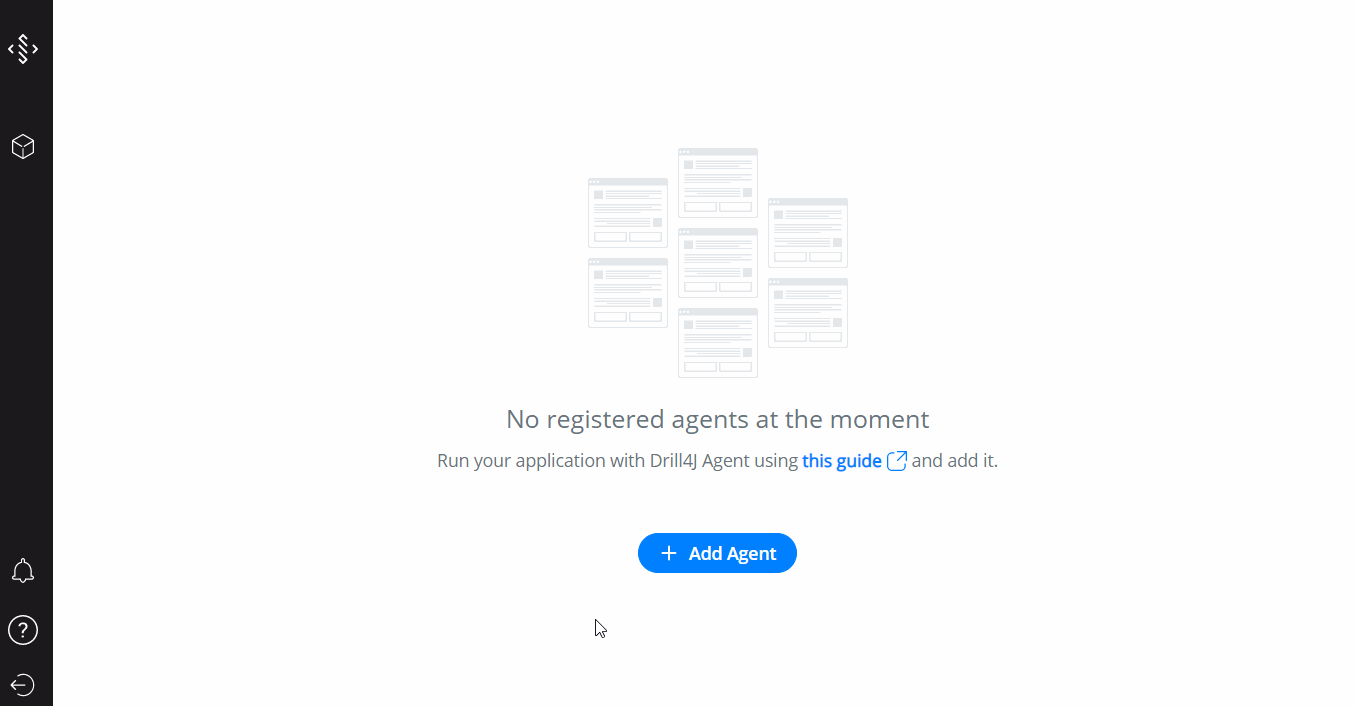 No registered agents at the moment
Run your application with Drill4J Agent using this guide and add it.
+ Add Agent
?